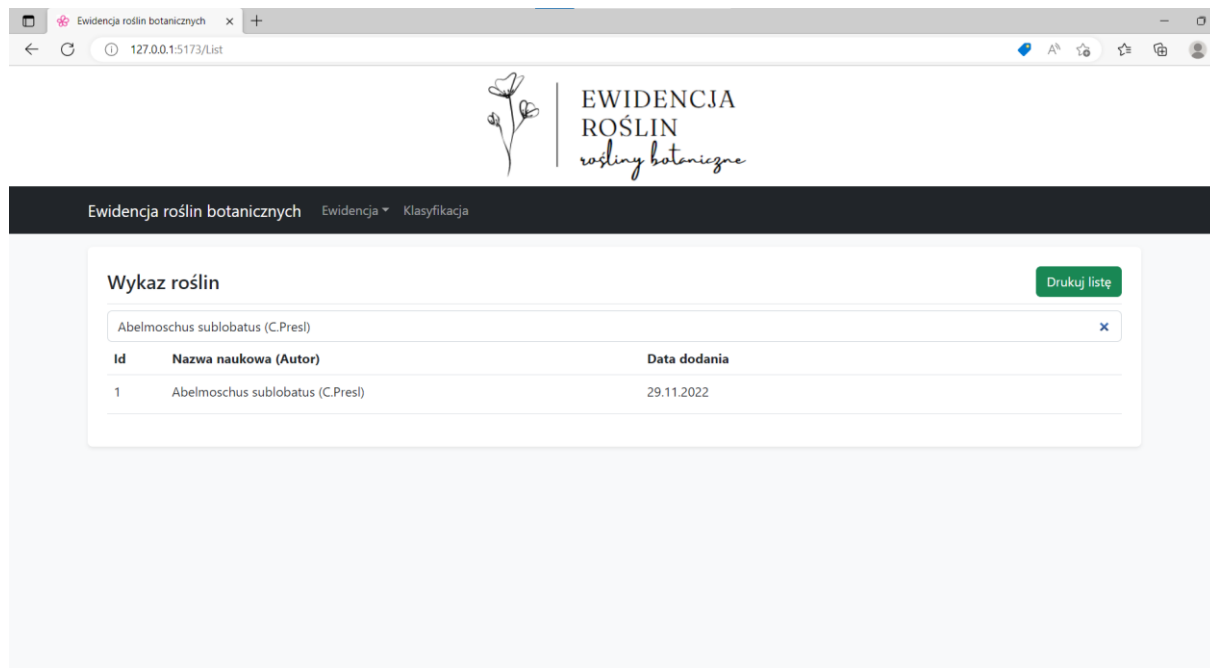 Ewidencja roślin botanicznych
127.0.0.1:5173/List
EWIDENCJA
ROŚLIN
rośliny botaniczne
Ewidencja roślin botanicznych Ewidencja Klasyfikacja
Wykaz roślin Drukuj listę
Abelmoschus sublobatus (C.Presl)
Id Nazwa naukowa (Autor) Data dodania
1 Abelmoschus sublobatus (C.Presl) 29.11.2022